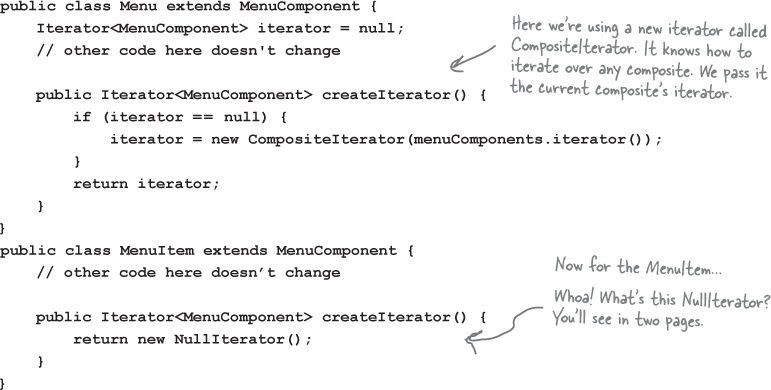 public class Menu extends MenuComponent {
Iterator<MenuComponent> iterator = null;
// other code here doesn't change
public Iterator<MenuComponent> createIterator() {
if (iterator == null) {
iterator = new CompositeIterator(menuComponents.iterator());
}
return iterator;
}
}
Here we're using a new iterator called
CompositeIterator. It knows how to
iterate over any composite. We pass it
the current composite's iterator.
public class MenuItem extends MenuComponent {
// other code here doesn’t change
public Iterator<MenuComponent> createIterator() {
return new NullIterator();
}
}
Now for the MenuItem...
Whoa! What's this NullIterator?
You'll see in two pages.